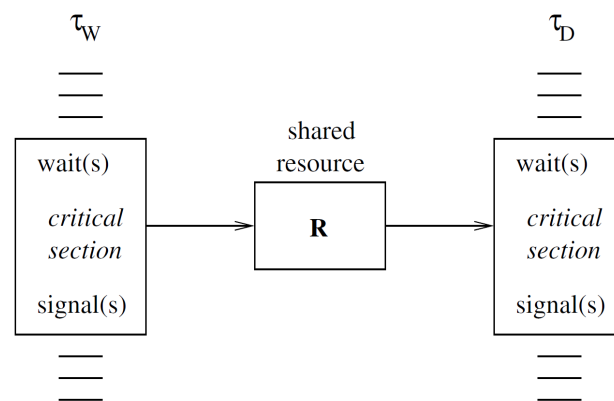 τW
τD
wait(s)
critical
section
signal(s)
shared
resource
R
wait(s)
critical
section
signal(s)